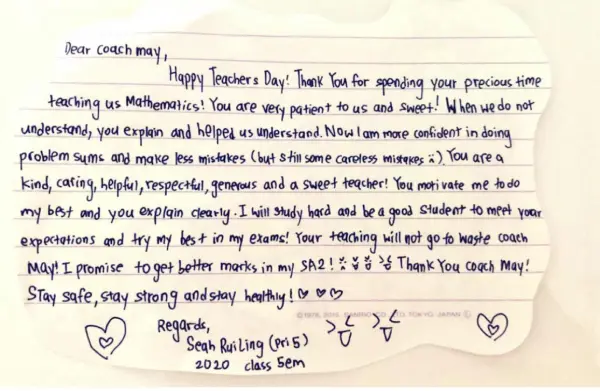 Dear coach may,
Happy Teachers Day! Thank You for spending your precious time
teaching us Mathematics! You are very patient to us and sweet! When we do not
understand, you explain and helped us understand. Now I am more confident in doing
problem sums and make less mistakes (but still some careless mistakes :). You are a
kind, caring, helpful, respectful, generous and a sweet teacher! You motivate me to do
my best and you explain clearly. I will study hard and be a good student to meet your
expectations and try my best in my exams! Your teaching will not go to waste coach
May! I promise to get better marks in my SA2! Thank You coach May!
Stay safe, stay strong and stay healthy! ♡ ♡ ♡
©1976, 2015 SANRIO CO., LTD. TOKYO, JAPAN
Regards,
Seah Rui Ling (Pri 5)
2020 class 5em